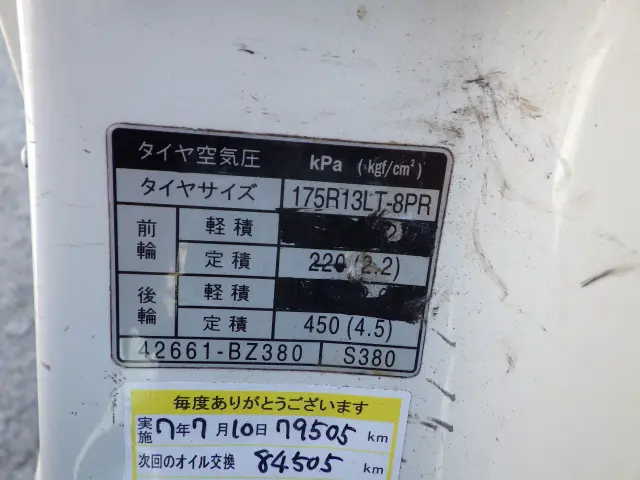 タイヤ空気圧 kPa (kgf/cm²)
タイヤサイズ 175R13LT-8PR
前輪 軽積
定積 220 (2.2)
後輪 軽積
定積 450 (4.5)
42661-BZ380 S380
毎度ありがとうございます
実施 7年7月10日 79505 km
次回のオイル交換 84505 km